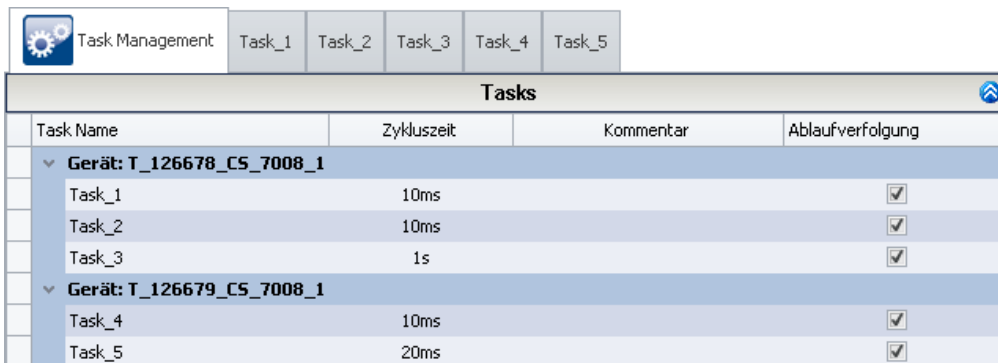 Task Management Task_1 Task_2 Task_3 Task_4 Task_5
Tasks
Task Name Zykluszeit Kommentar Ablaufverfolgung
Gerät: T_126678_CS_7008_1
Task_1 10ms
Task_2 10ms
Task_3 1s
Gerät: T_126679_CS_7008_1
Task_4 10ms
Task_5 20ms